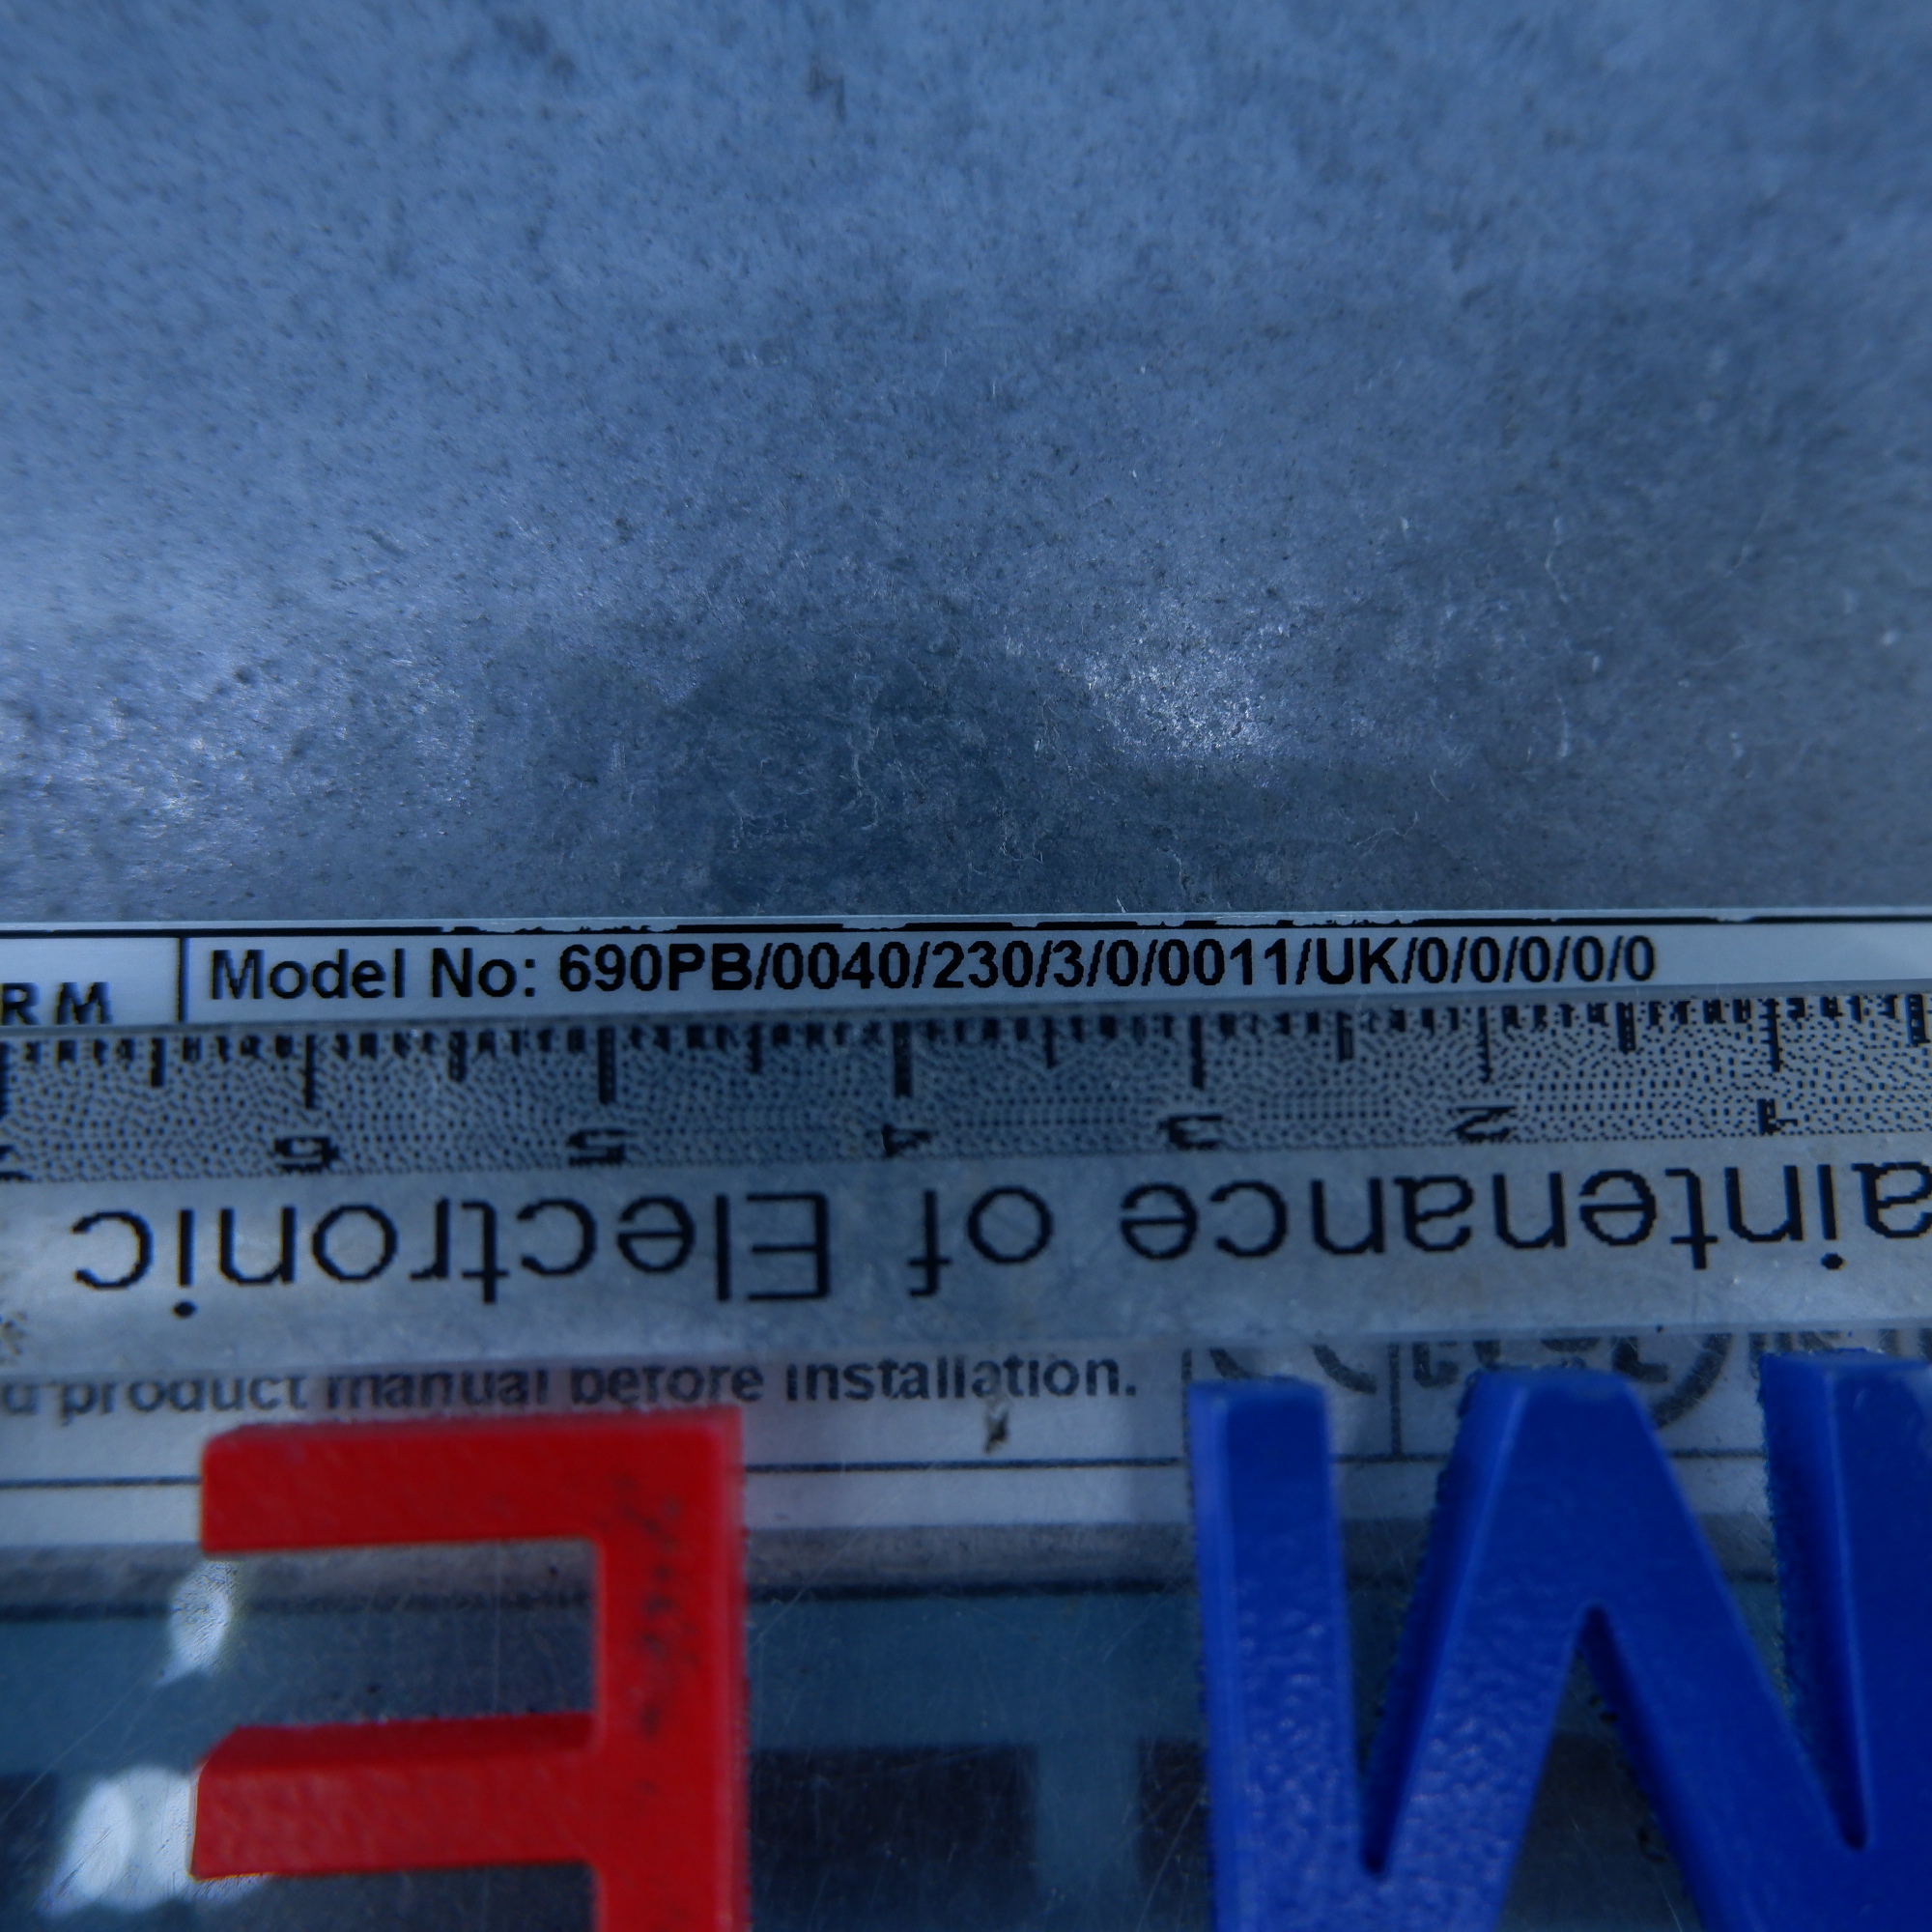 RM
Model No: 690PB/0040/230/3/0/0011/UK/0/0/0/0/0
6 5 4 3 2 1
aintenance of Electronic
d product manual before installation.
E W